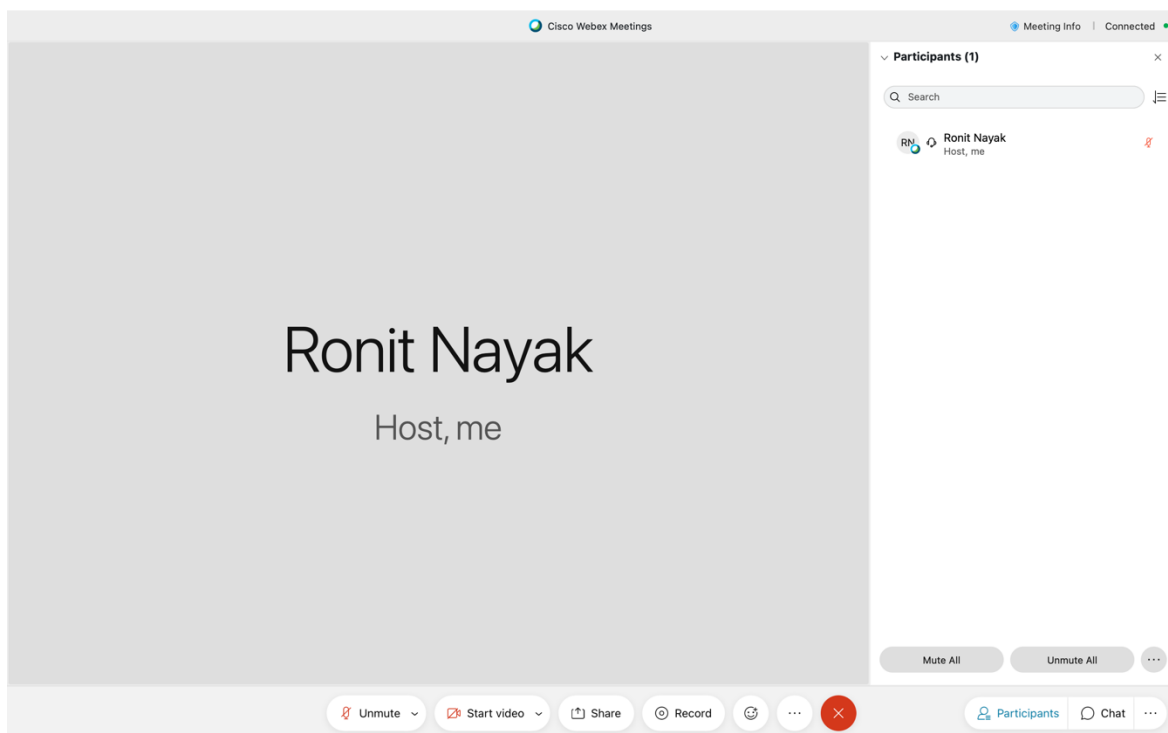 Cisco Webex Meetings
Meeting Info | Connected
Participants (1)
Search
RN
Ronit Nayak
Host, me
Ronit Nayak
Host, me
Mute All
Unmute All
Unmute
Start video
Share
Record
Participants
Chat